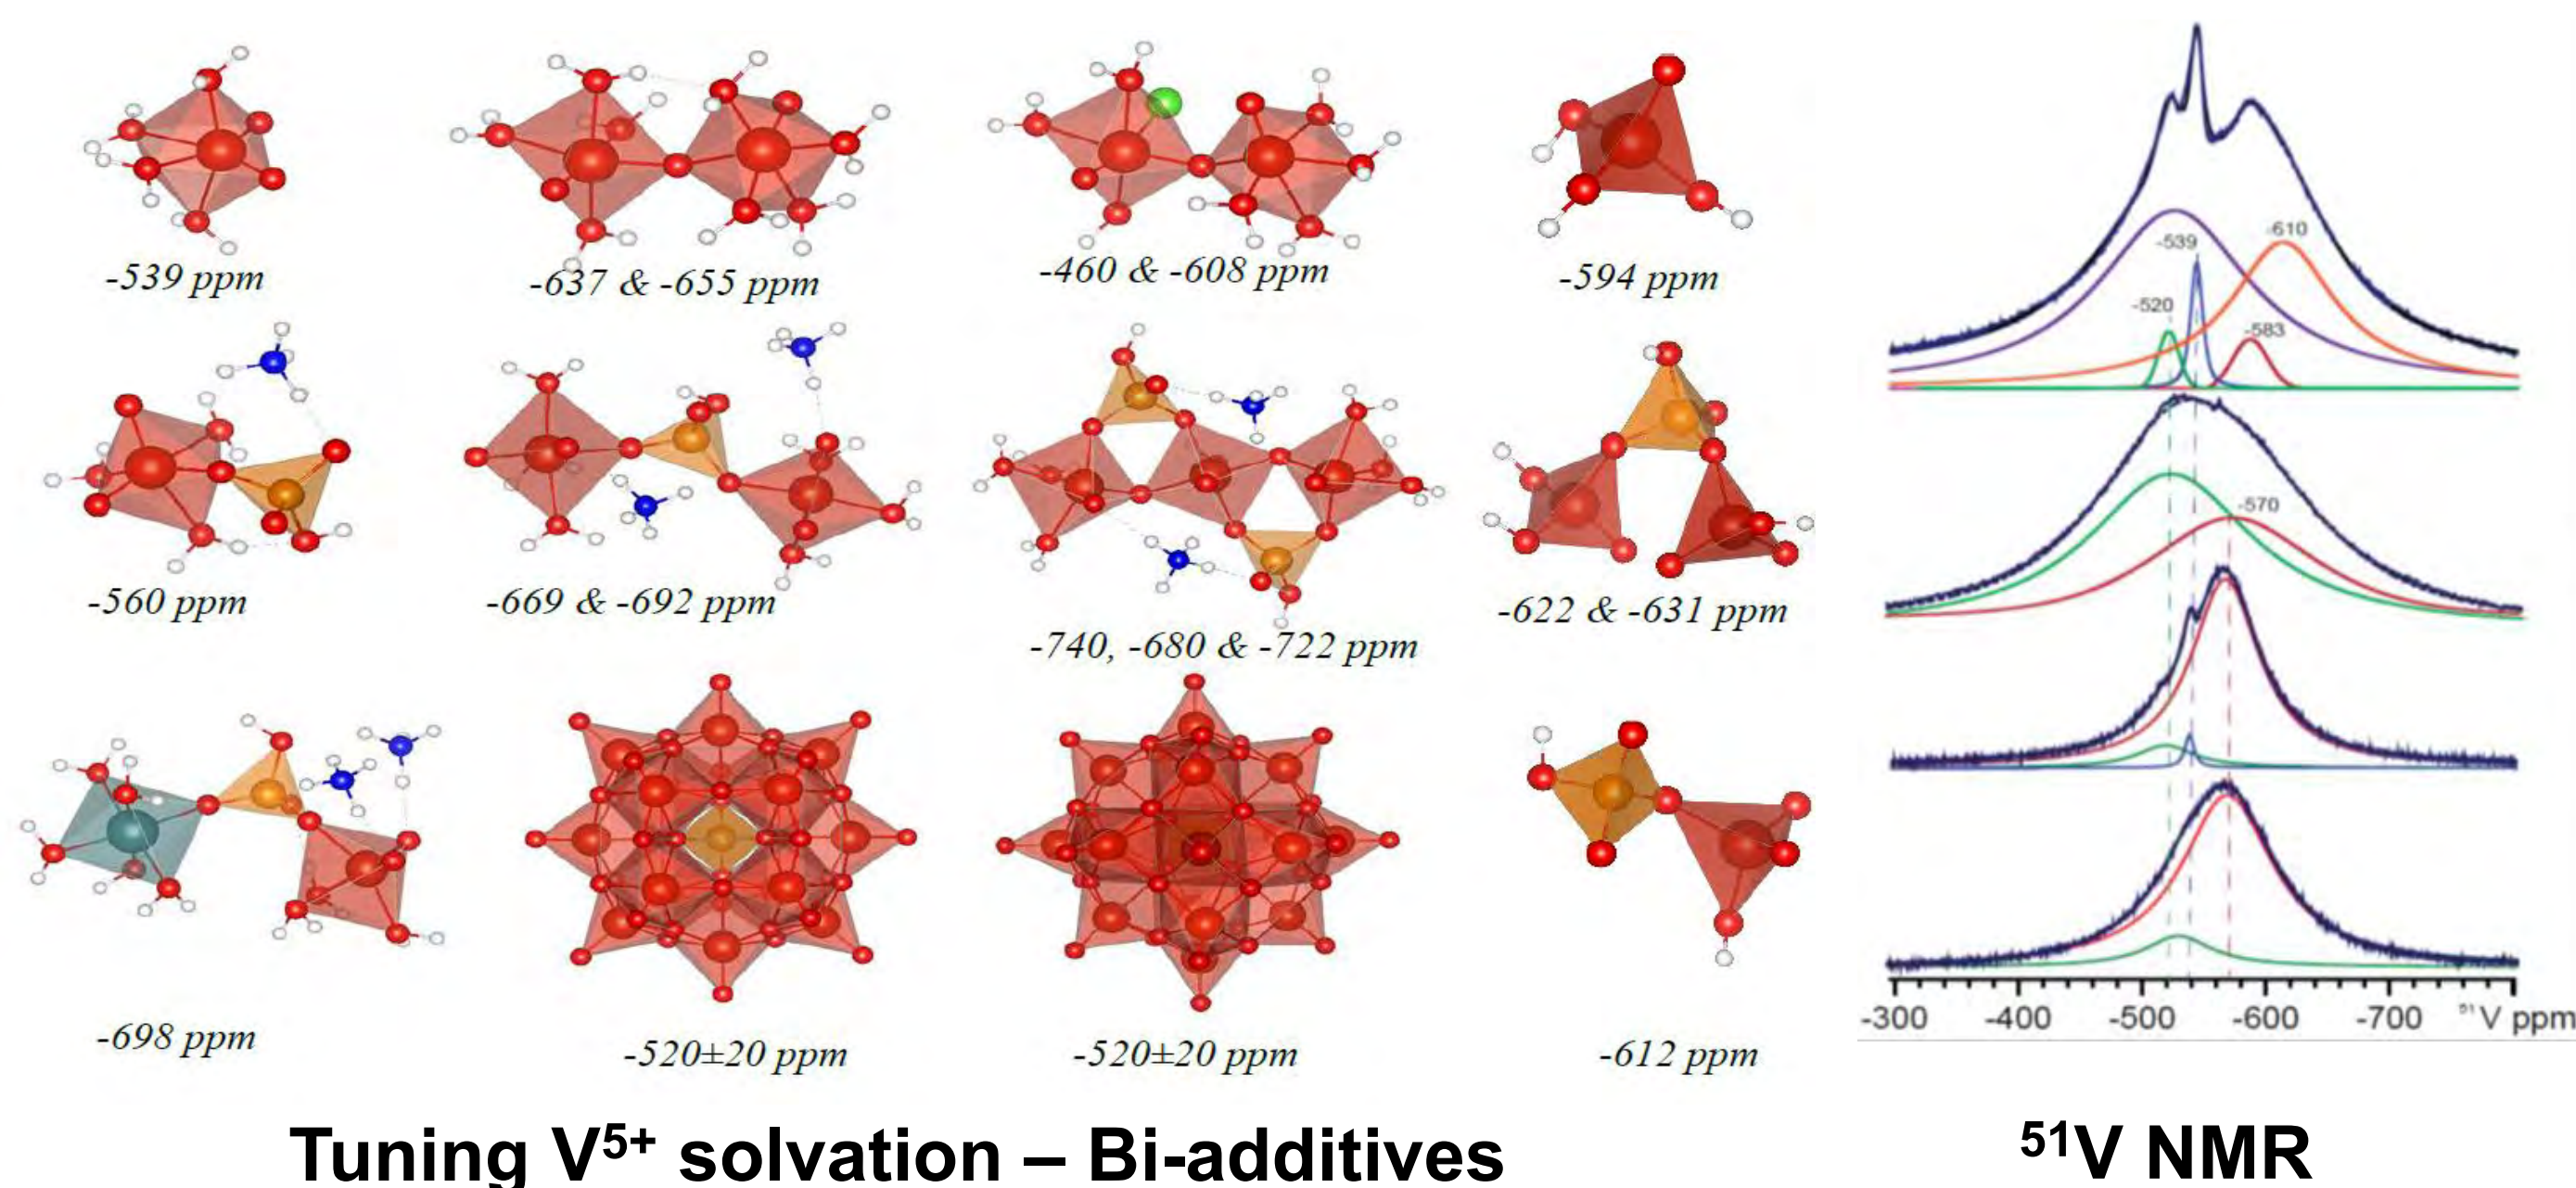 -539 ppm
-637 & -655 ppm
-460 & -608 ppm
-594 ppm
-560 ppm
-669 & -692 ppm
-740, -680 & -722 ppm
-622 & -631 ppm
-698 ppm
-520±20 ppm
-520±20 ppm
-612 ppm
-539
-610
-520
-583
-570
-300 -400 -500 -600 -700 ⁵¹V ppm
Tuning V⁵⁺ solvation – Bi-additives
⁵¹V NMR